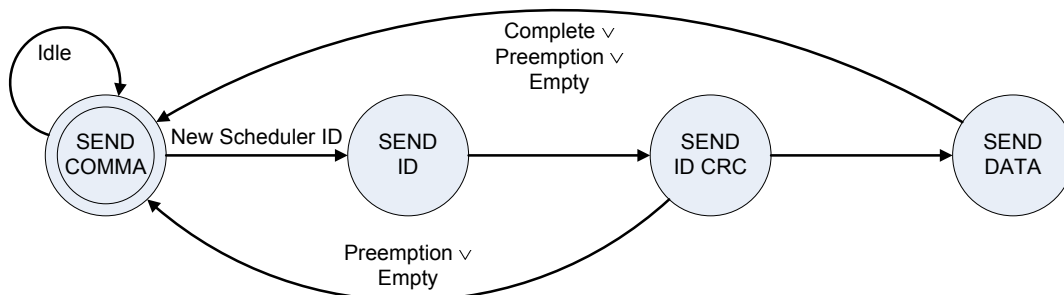 Complete ∨
Preemption ∨
Empty
Idle
SEND
COMMA
New Scheduler ID
SEND
ID
SEND
ID CRC
SEND
DATA
Preemption ∨
Empty